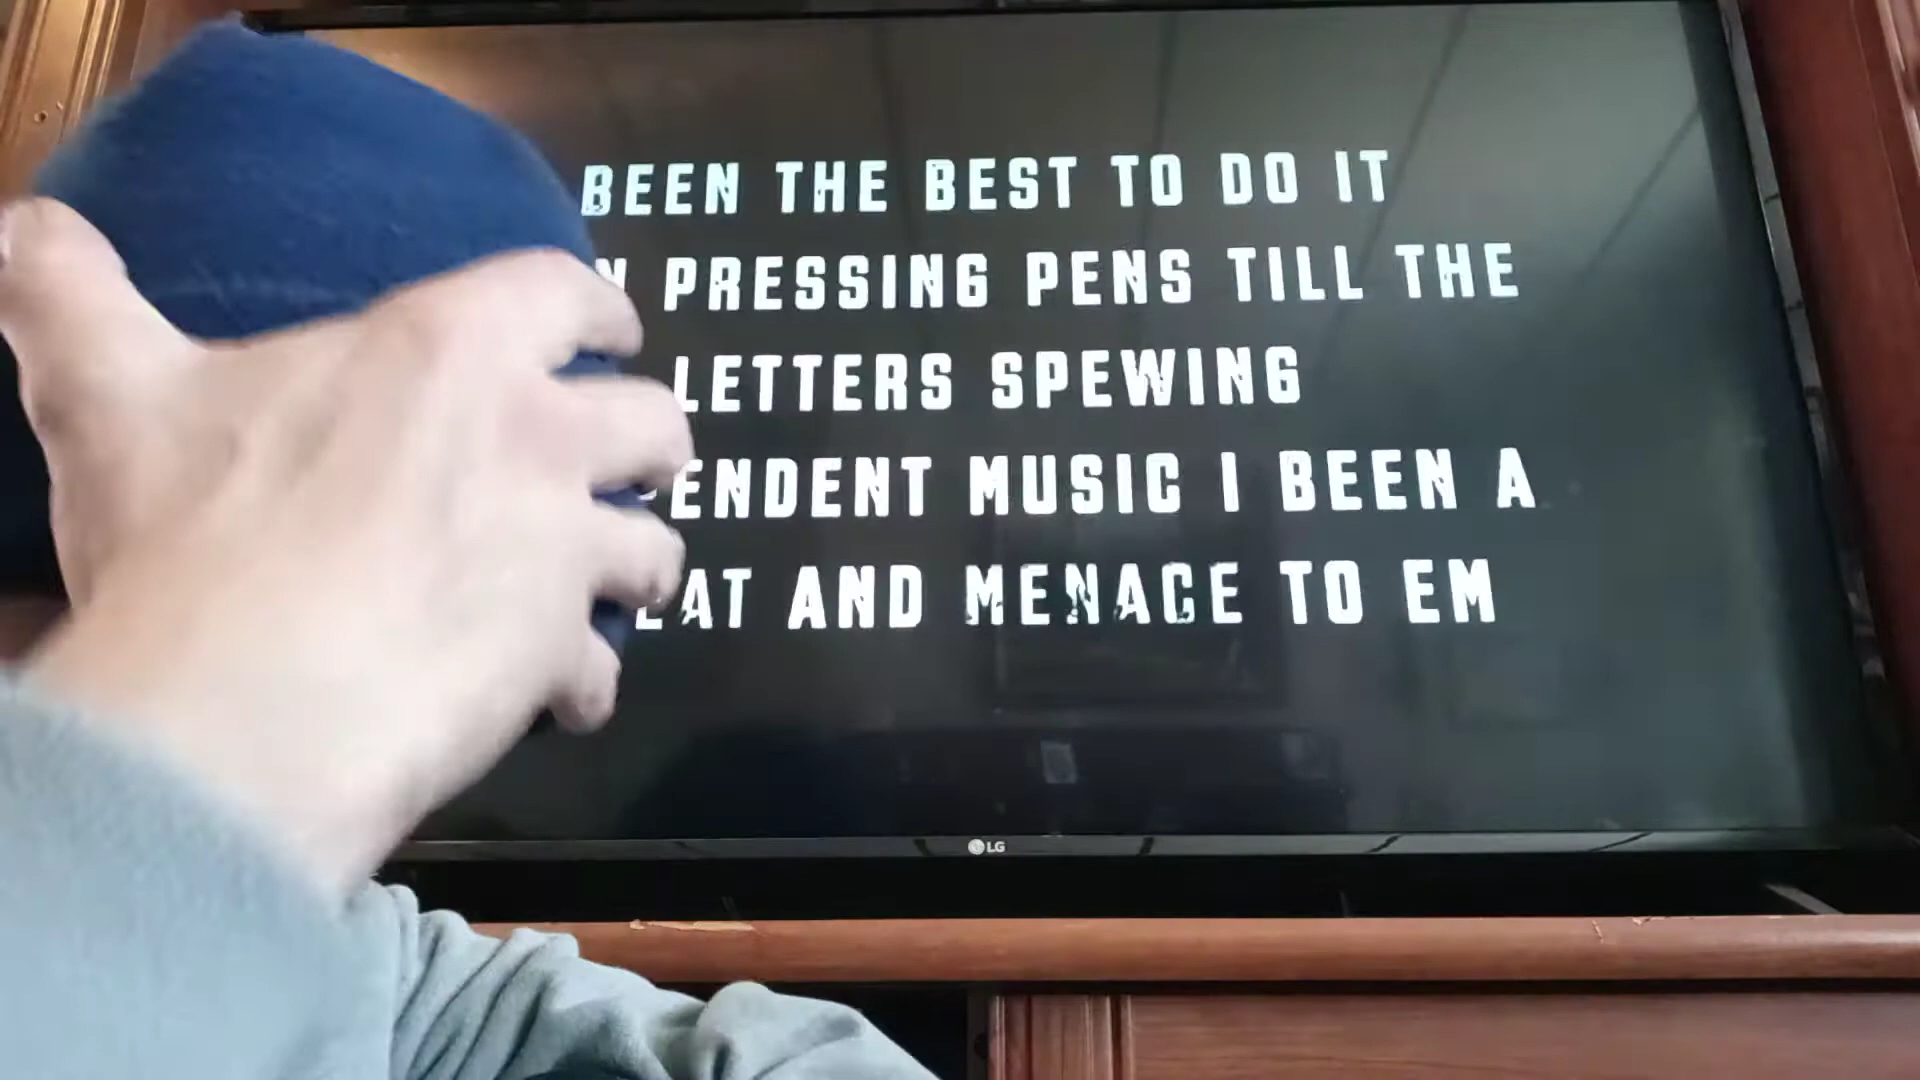 BEEN THE BEST TO DO IT
PRESSING PENS TILL THE
LETTERS SPEWING
ENDENT MUSIC I BEEN A
EAT AND MENACE TO EM
LG